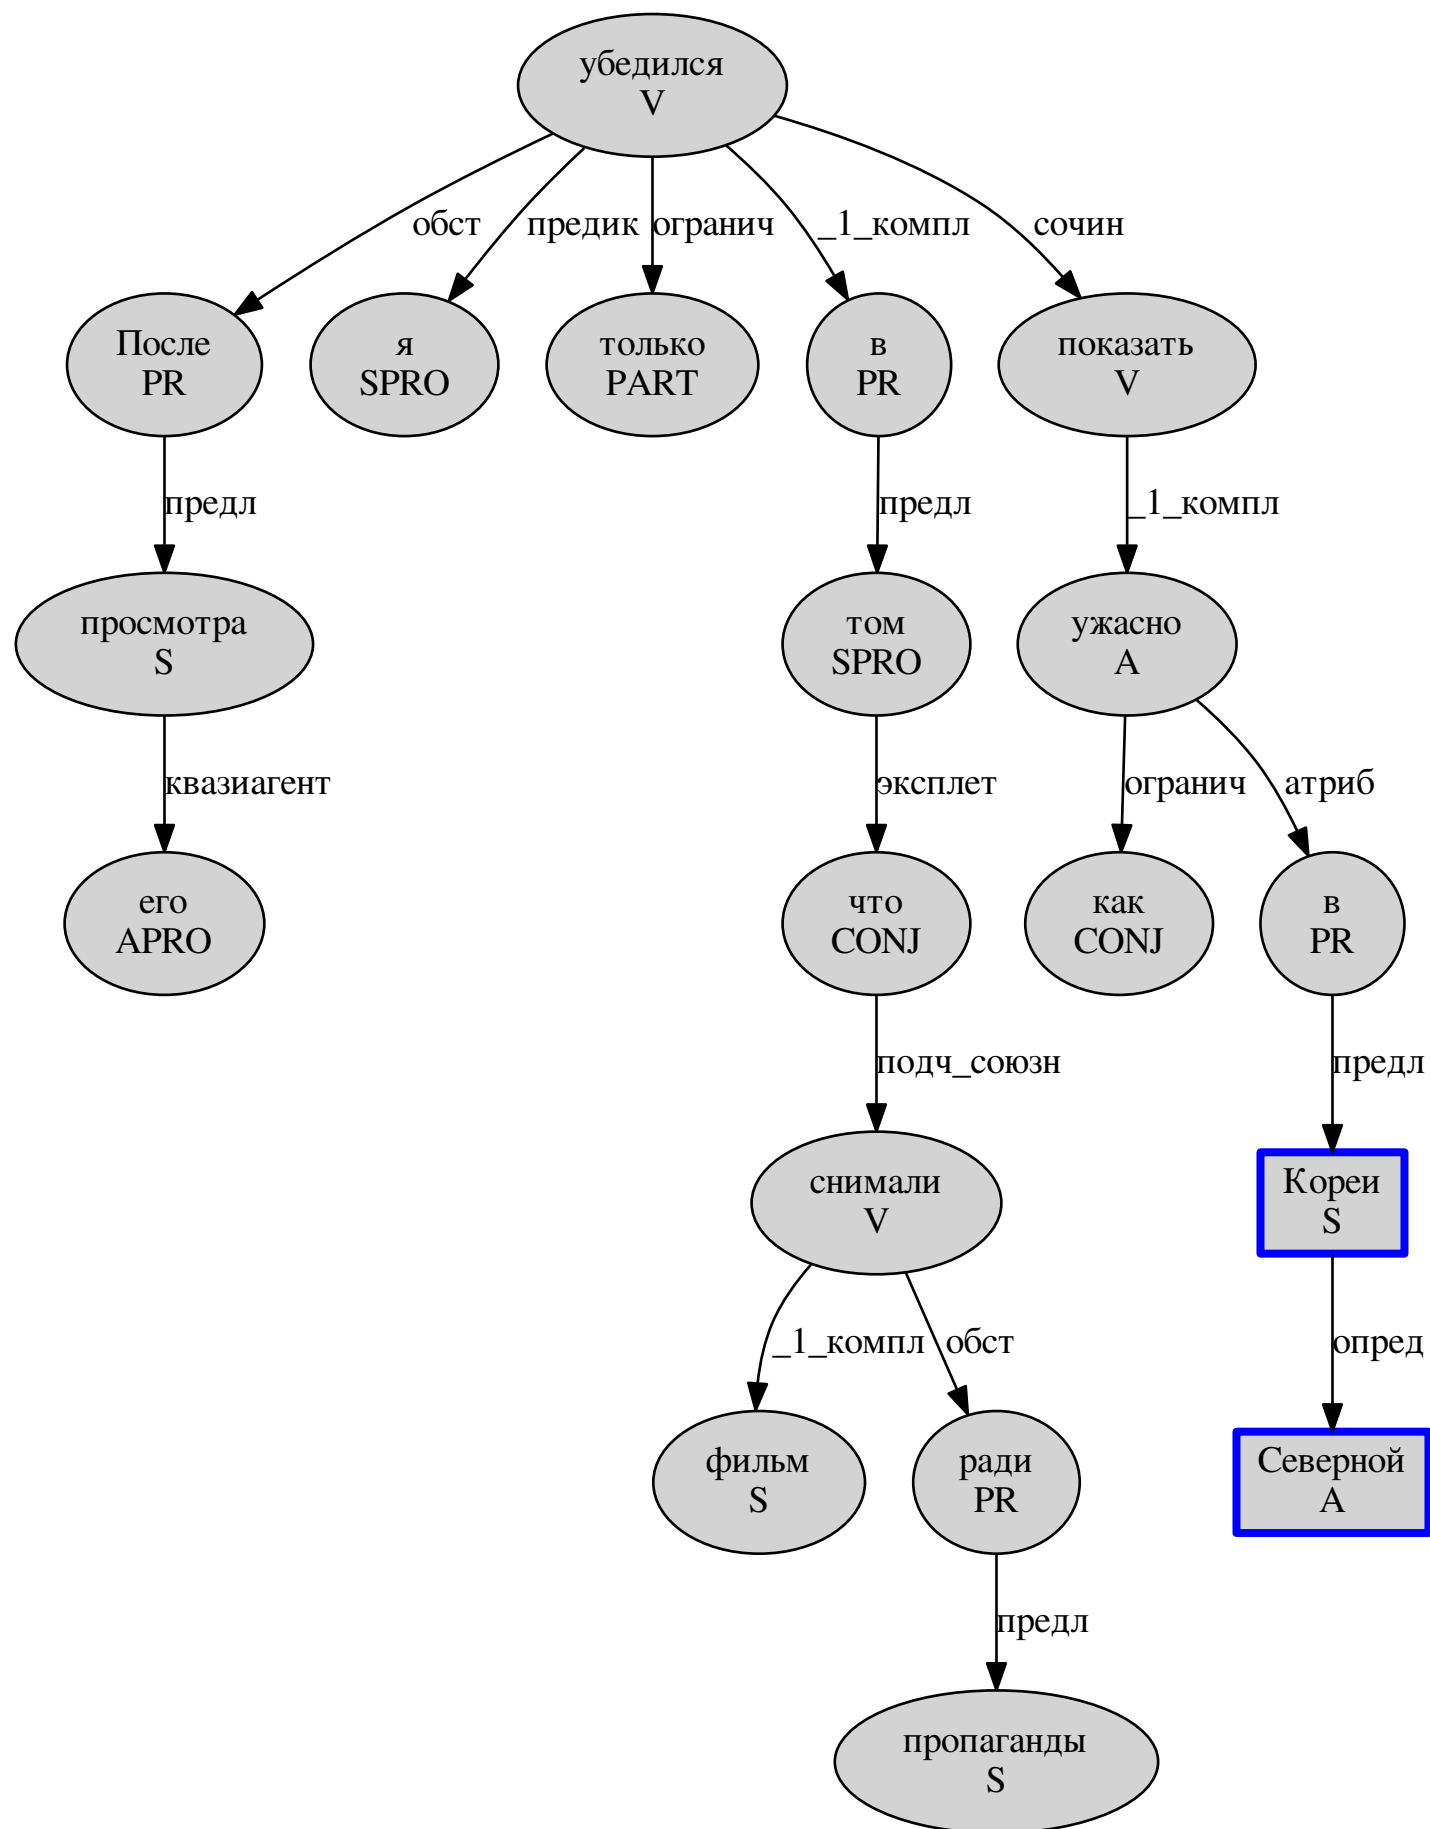 убедился
V
обст
предик
огранич
_1_компл
сочин
После
PR
я
SPRO
только
PART
в
PR
показать
V
предл
предл
_1_компл
просмотра
S
том
SPRO
ужасно
A
квазиагент
эксплет
огранич
атриб
его
APRO
что
CONJ
как
CONJ
в
PR
подч_союзн
предл
снимали
V
Кореи
S
_1_компл
обст
опред
фильм
S
ради
PR
Северной
A
предл
пропаганды
S